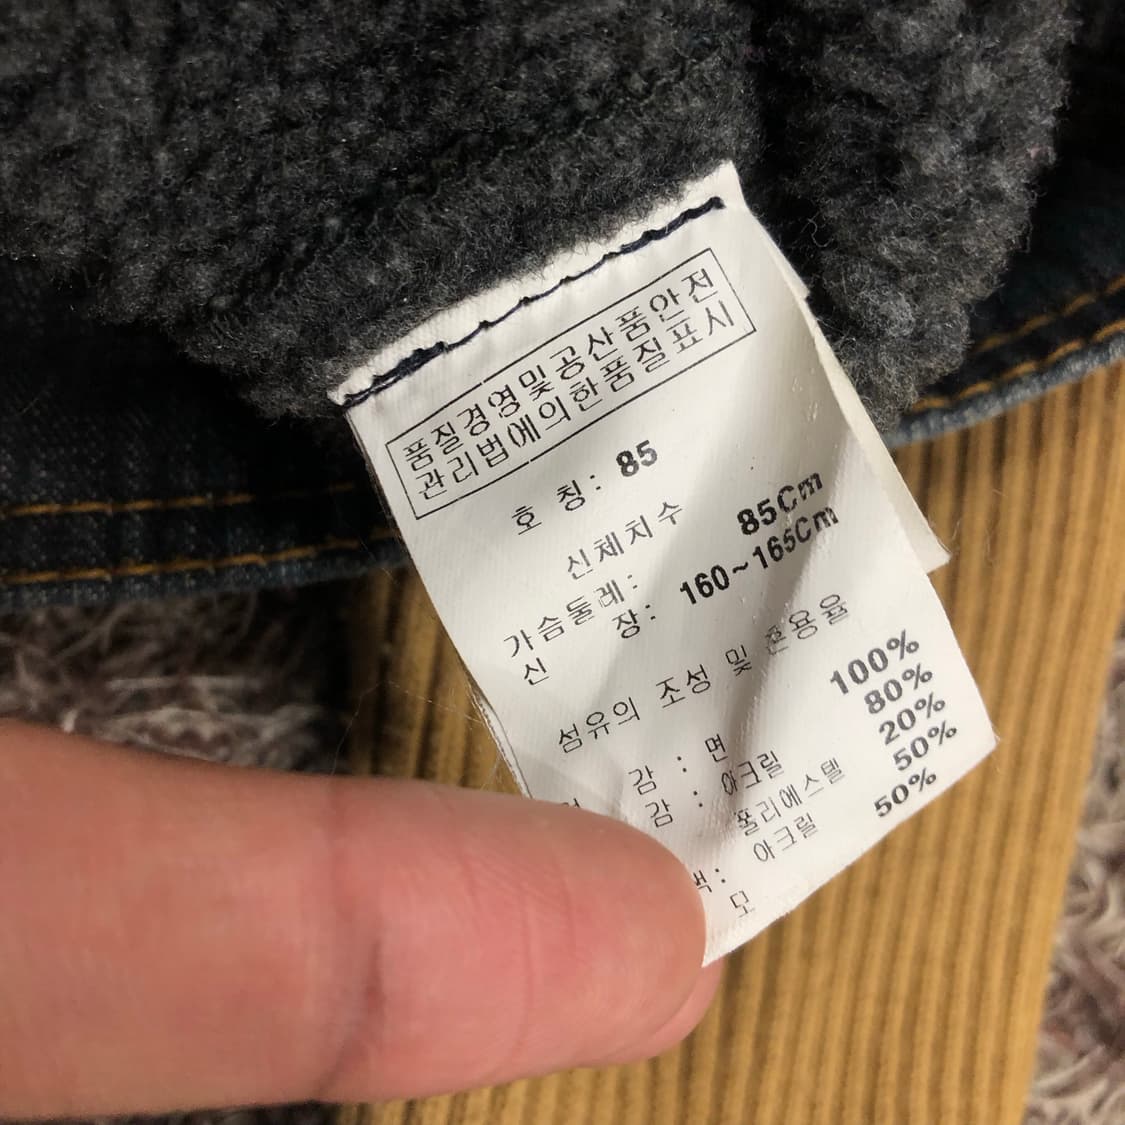 품질경영및공산품안전
관리법에의한품질표시
호 칭: 85
신체치수
가슴둘레: 85Cm
신 장: 160~165Cm
섬유의 조성 및 혼용율
감 : 면 100%
감 : 아크릴 80%
폴리에스텔 20%
아크릴 50%
모 50%